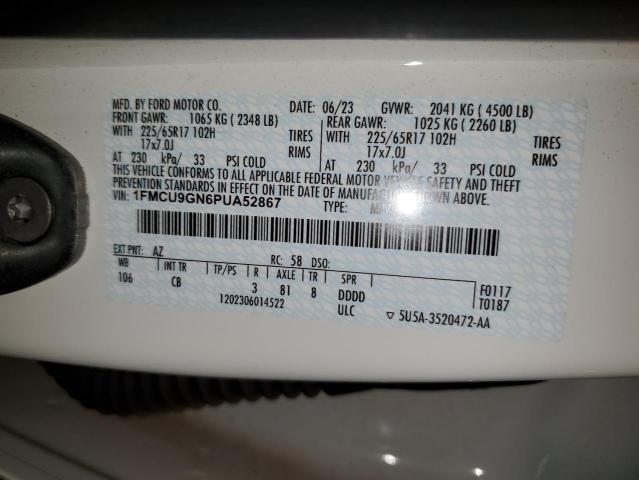 MFD. BY FORD MOTOR CO. DATE: 06/23 GVWR: 2041 KG ( 4500 LB)
FRONT GAWR: 1065 KG ( 2348 LB) REAR GAWR: 1025 KG ( 2260 LB)
WITH 225/65R17 102H TIRES WITH 225/65R17 102H TIRES
17x7.0J RIMS 17x7.0J RIMS
AT 230 kPa/ 33 PSI COLD AT 230 kPa/ 33 PSI COLD
THIS VEHICLE CONFORMS TO ALL APPLICABLE FEDERAL MOTOR VEHICLE SAFETY AND THEFT
PREVENTION STANDARDS IN EFFECT ON THE DATE OF MANUFACTURE SHOWN ABOVE.
VIN: 1FMCU9GN6PUA52867 TYPE:
EXT PNT: AZ RC: 58 DSO:
WB INT TR TP/PS R AXLE TR SPR F0117
106 CB 3 81 8 DDDD T0187
1202306014522 ULC ▽ 5U5A-3520472-AA